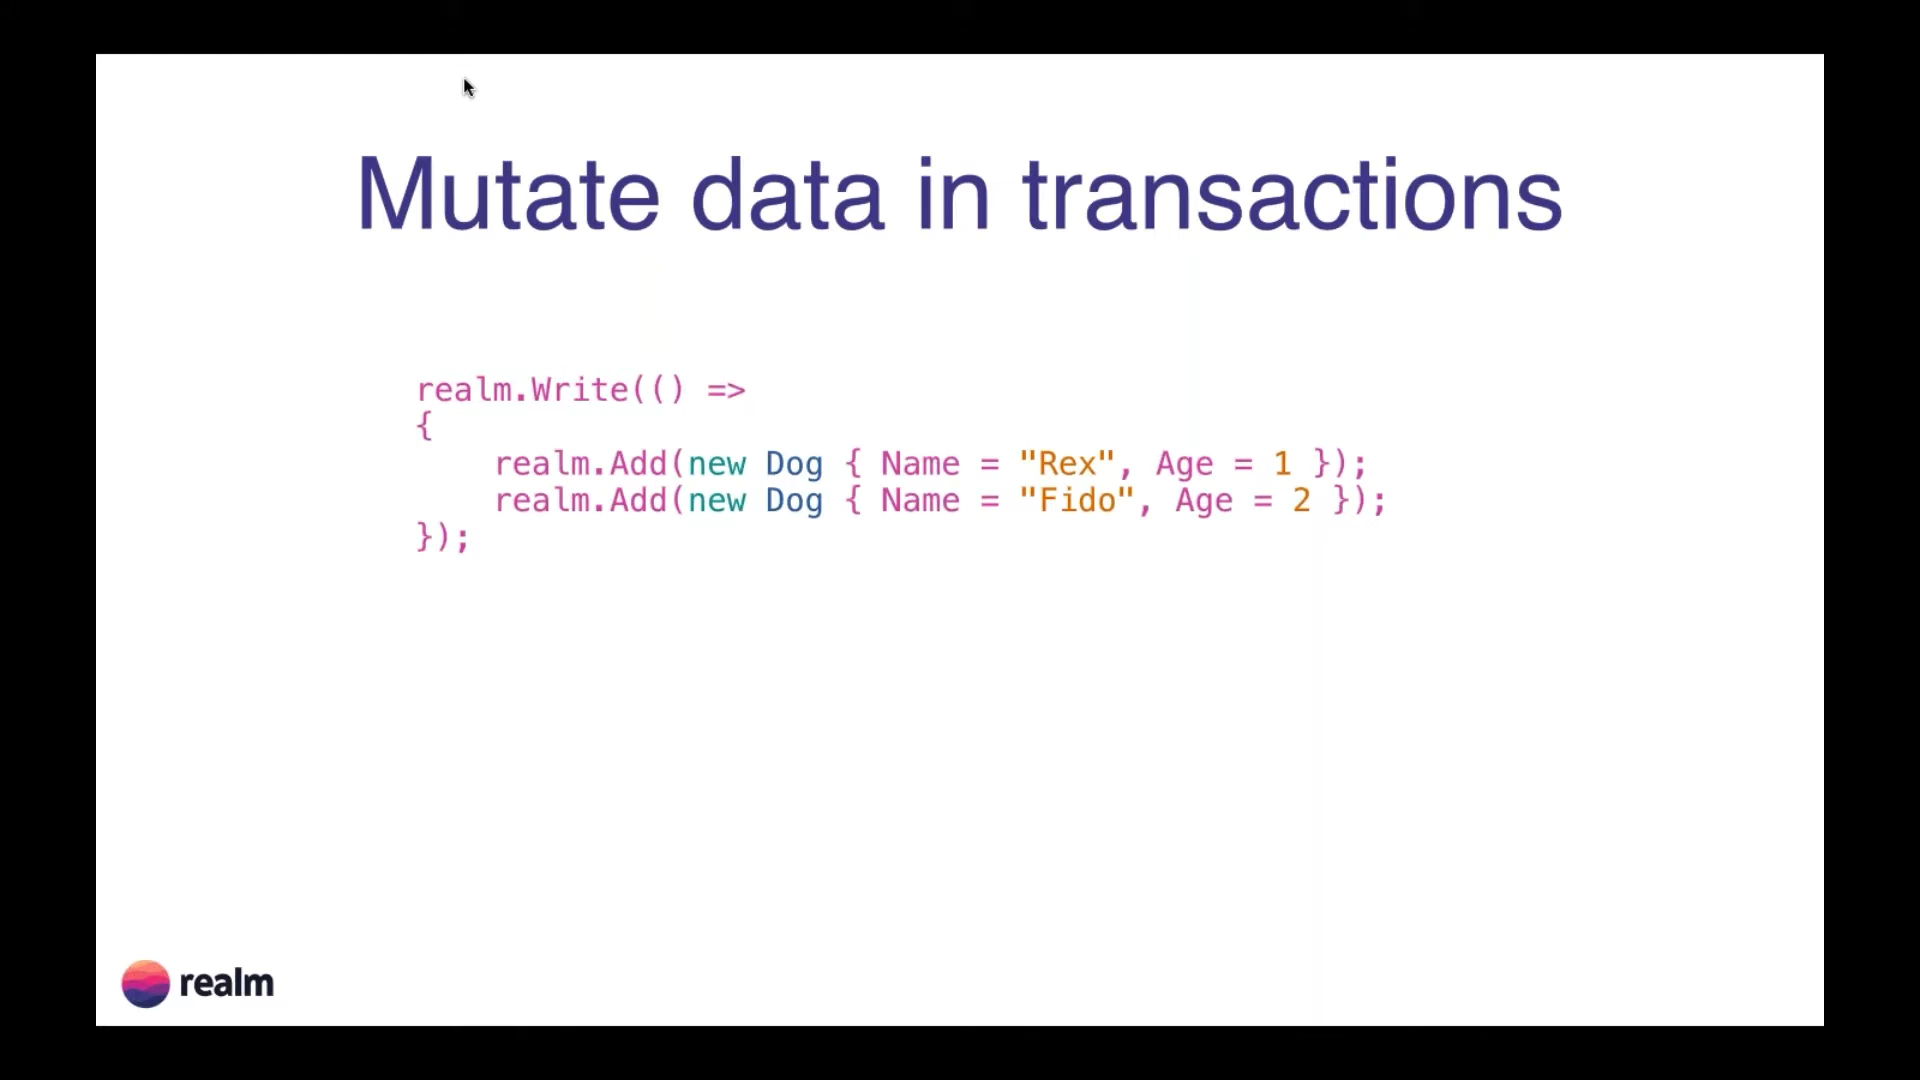 Mutate data in transactions
realm.Write(() =>
{
    realm.Add(new Dog { Name = "Rex", Age = 1 });
    realm.Add(new Dog { Name = "Fido", Age = 2 });
});
realm